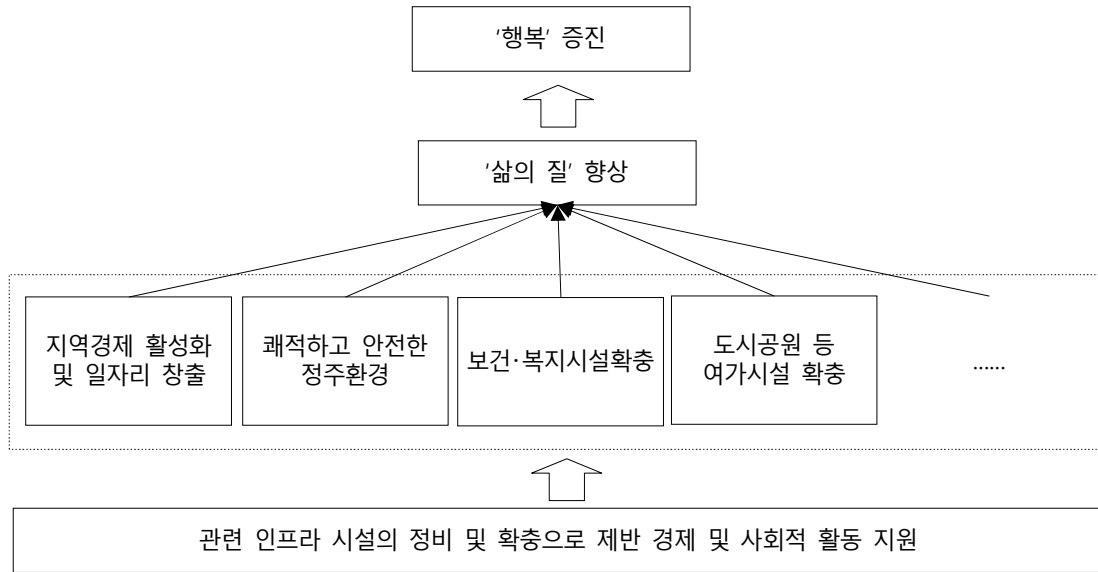 '행복' 증진
'삶의 질' 향상
지역경제 활성화
및 일자리 창출
쾌적하고 안전한
정주환경
보건·복지시설확충
도시공원 등
여가시설 확충
......
관련 인프라 시설의 정비 및 확충으로 제반 경제 및 사회적 활동 지원